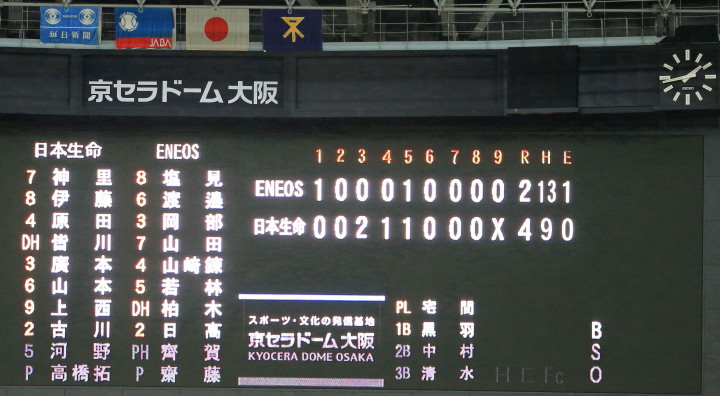 毎日新聞
JABA
京セラドーム大阪
SEIKO
日本生命 ENEOS
7 神里 8 塩見
8 伊藤 6 渡邉
4 原田 3 岡部
DH 皆川 7 山田
3 廣本 4 山﨑錬
6 山本 5 若林
9 上西 DH 柏木
2 古川 2 日高
5 河野 PH 齊賀
P 高橋拓 P 齋藤
1 2 3 4 5 6 7 8 9 R H E
ENEOS 1 0 0 0 1 0 0 0 0 2 13 1
日本生命 0 0 2 1 1 0 0 0 X 4 9 0
スポーツ・文化の発信基地
京セラドーム大阪
KYOCERA DOME OSAKA
PL 宅間
1B 黒羽
2B 中村
3B 清水
H E Fc
B
S
O